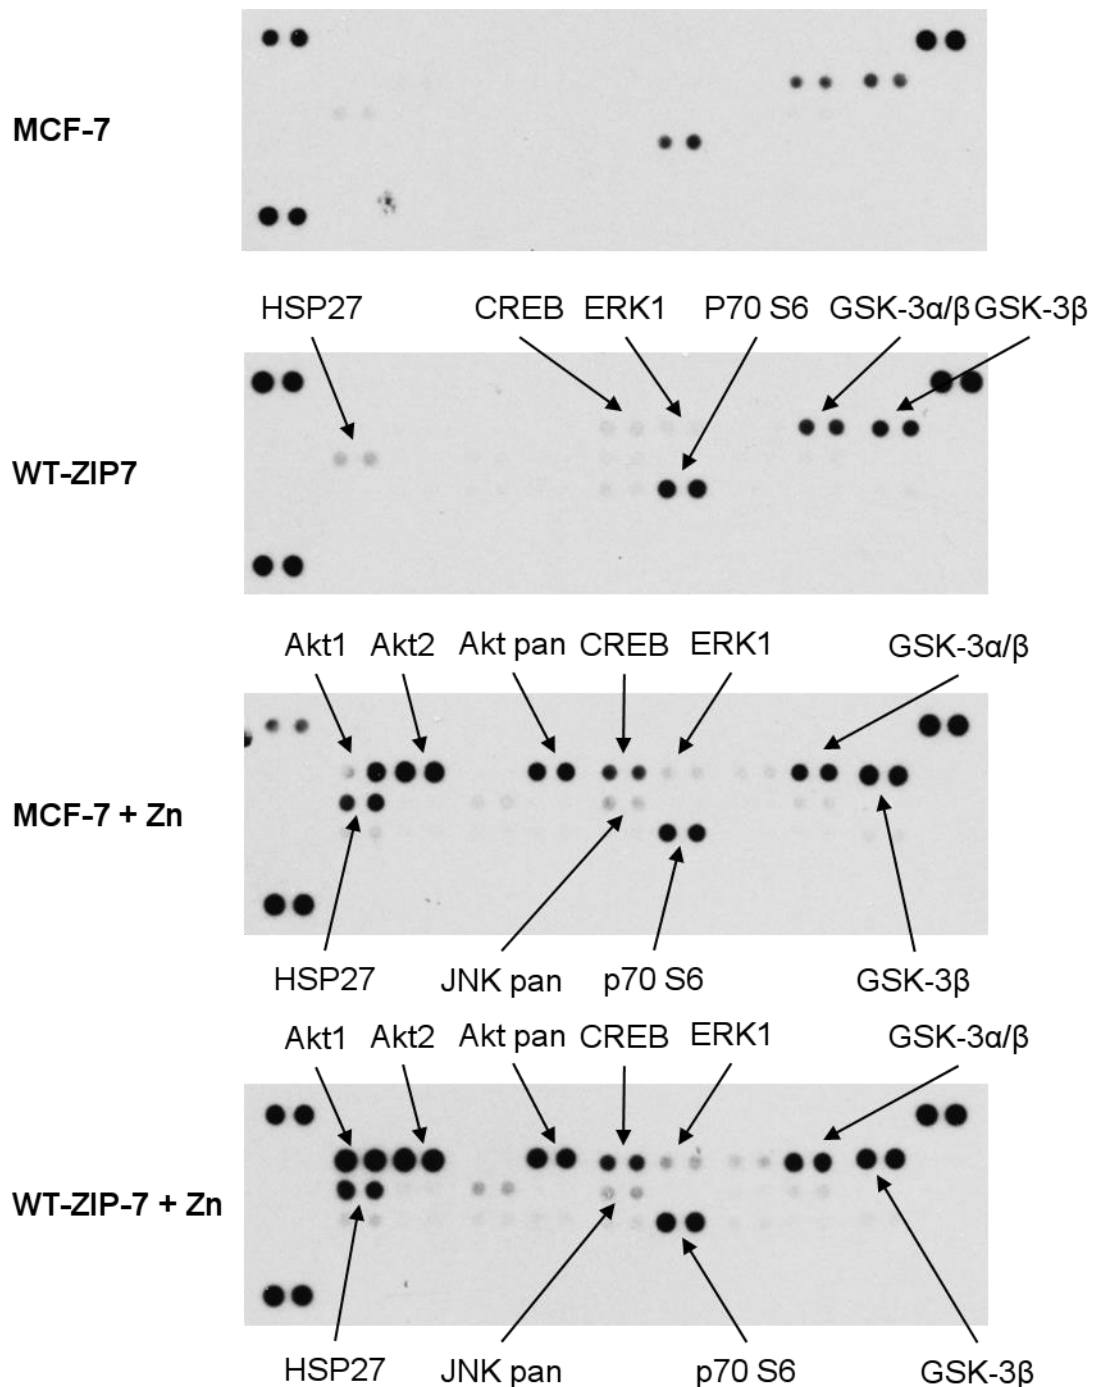 MCF-7
HSP27 CREB ERK1 P70 S6 GSK-3α/β GSK-3β
WT-ZIP7
Akt1 Akt2 Akt pan CREB ERK1 GSK-3α/β
MCF-7 + Zn
HSP27 JNK pan p70 S6 GSK-3β
Akt1 Akt2 Akt pan CREB ERK1 GSK-3α/β
WT-ZIP-7 + Zn
HSP27 JNK pan p70 S6 GSK-3β